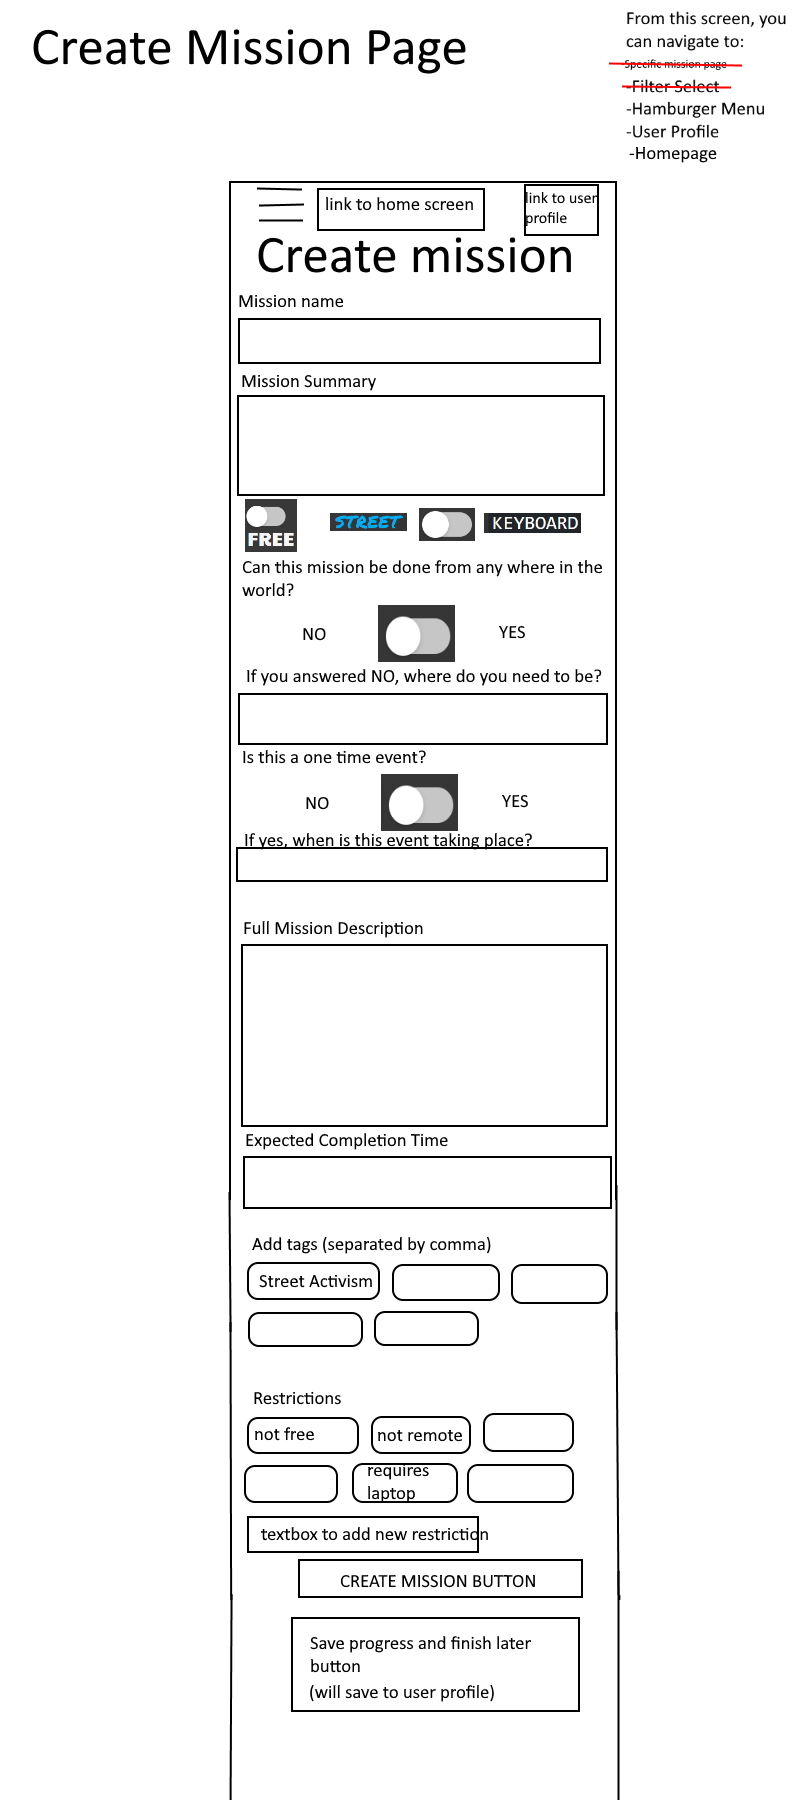 Create Mission Page
From this screen, you
can navigate to:
-Specific mission page
-Filter Select
-Hamburger Menu
-User Profile
-Homepage
link to home screen
link to user
profile
Create mission
Mission name
Mission Summary
FREE
STREET
KEYBOARD
Can this mission be done from any where in the
world?
NO
YES
If you answered NO, where do you need to be?
Is this a one time event?
NO
YES
If yes, when is this event taking place?
Full Mission Description
Expected Completion Time
Add tags (separated by comma)
Street Activism
Restrictions
not free
not remote
requires
laptop
textbox to add new restriction
CREATE MISSION BUTTON
Save progress and finish later
button
(will save to user profile)